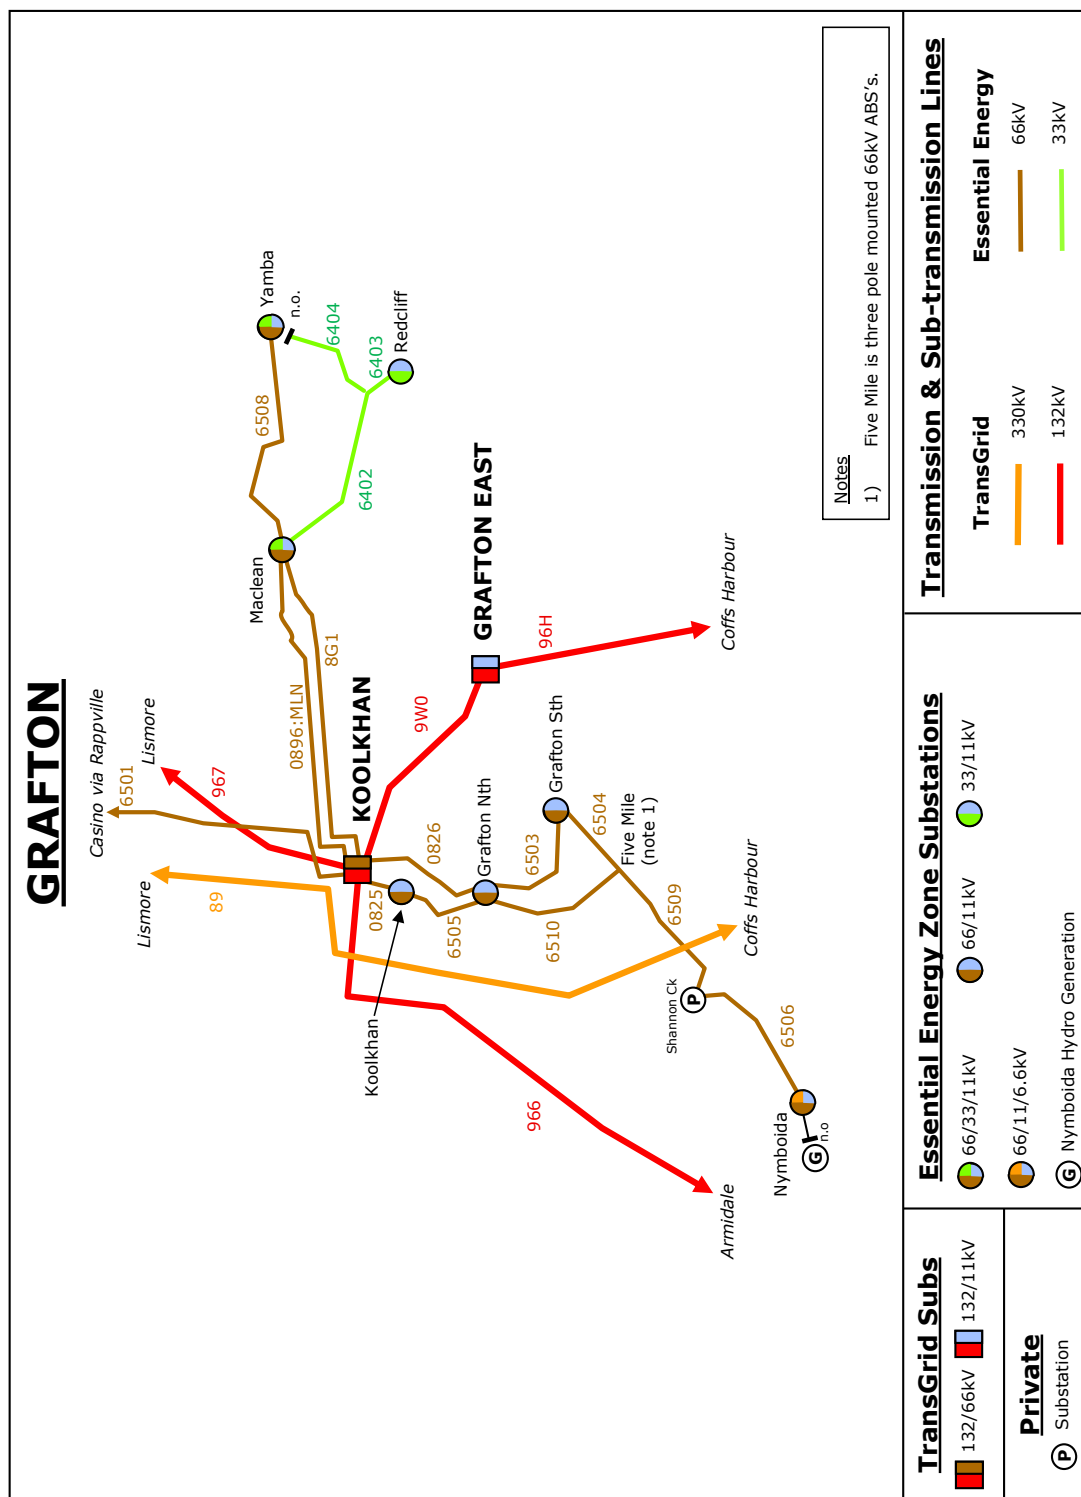 GRAFTON
Casino via Rappville
6501
Lismore
967
Lismore
89
0896:MLN
8G1
Maclean
6508
Yamba
n.o.
6404
6403
Redcliff
6402
KOOLKHAN
9W0
GRAFTON EAST
96H
Coffs Harbour
0825
0826
Koolkhan
6505
Grafton Nth
6503
Grafton Sth
6504
6510
Five Mile
(note 1)
6509
Coffs Harbour
Shannon Ck
P
6506
Nymboida
G
n.o
966
Armidale
Notes
1) Five Mile is three pole mounted 66kV ABS's.
TransGrid Subs
132/66kV
132/11kV
Private
P Substation
Essential Energy Zone Substations
66/33/11kV
66/11kV
33/11kV
66/11/6.6kV
G Nymboida Hydro Generation
Transmission & Sub-transmission Lines
TransGrid
Essential Energy
330kV
66kV
132kV
33kV